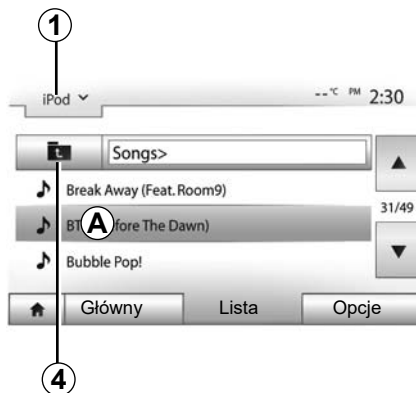 1
iPod
--°C PM 2:30
Songs>
Break Away (Feat. Room9)
31/49
A fore The Dawn)
Bubble Pop!
Główny Lista Opcje
4